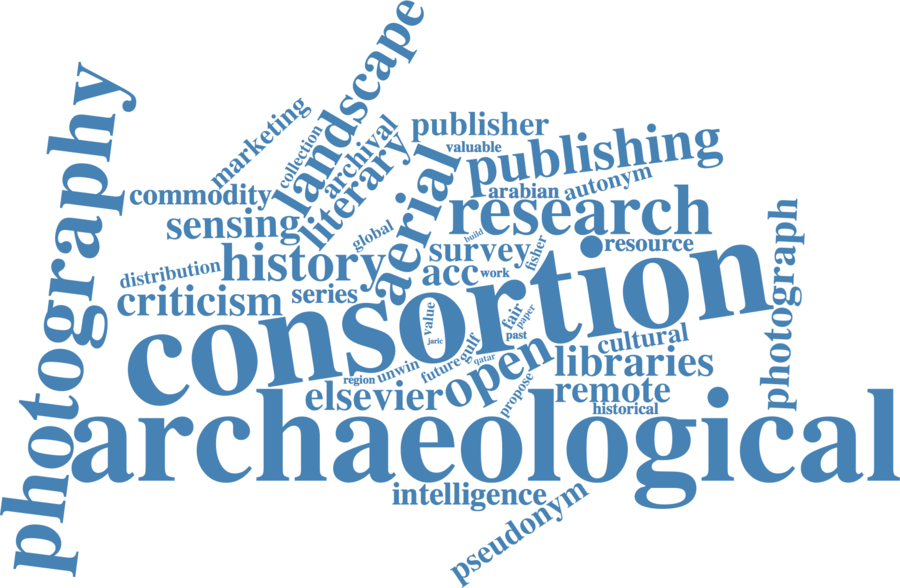 landscape
photography
marketing
collection
archival
literary
publisher
valuable
publishing
commodity
arabian
autonym
sensing
aerial
research
global
build
fisher
resource
survey
history
distribution
acc
work
photograph
criticism
series
consortion
value
jaric
fair
paper
past
cultural
gulf
qatar
future
unwin
region
open
libraries
elsevier
propose
remote
historical
archaeological
intelligence
pseudonym